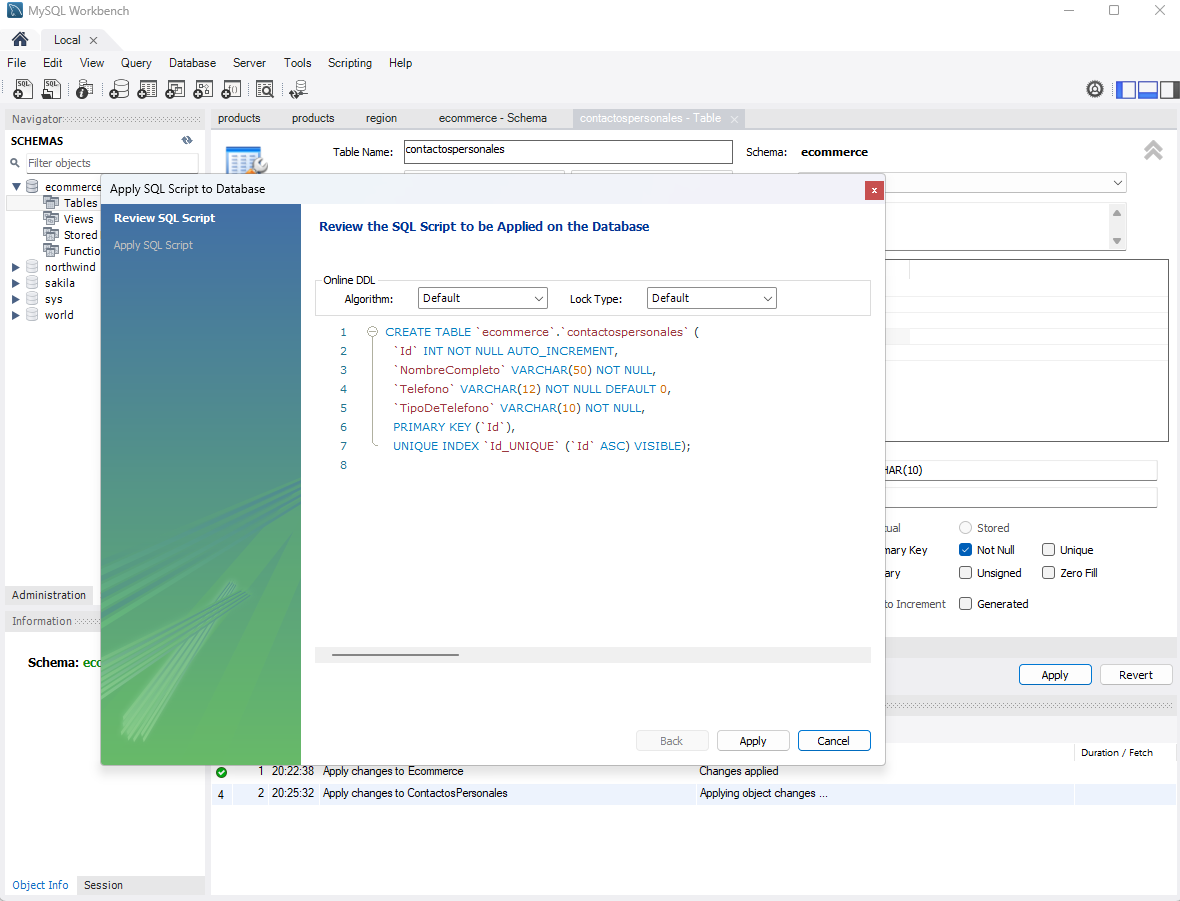 MySQL Workbench
Local
File Edit View Query Database Server Tools Scripting Help
Navigator
products products region ecommerce - Schema contactospersonales - Table
SCHEMAS
Filter objects
Table Name: contactospersonales Schema: ecommerce
ecommerce
Tables
Views
Stored
Functio
northwind
sakila
sys
world
Apply SQL Script to Database
Review SQL Script
Apply SQL Script
Review the SQL Script to be Applied on the Database
Online DDL
Algorithm: Default Lock Type: Default
1 CREATE TABLE `ecommerce`.`contactospersonales` (
2 `Id` INT NOT NULL AUTO_INCREMENT,
3 `NombreCompleto` VARCHAR(50) NOT NULL,
4 `Telefono` VARCHAR(12) NOT NULL DEFAULT 0,
5 `TipoDeTelefono` VARCHAR(10) NOT NULL,
6 PRIMARY KEY (`Id`),
7 UNIQUE INDEX `Id_UNIQUE` (`Id` ASC) VISIBLE);
8
HAR(10)
tual Stored
mary Key Not Null Unique
ary Unsigned Zero Fill
to Increment Generated
Administration
Information
Schema: eco
Apply Revert
Back Apply Cancel
Duration / Fetch
1 20:22:38 Apply changes to Ecommerce Changes applied
4 2 20:25:32 Apply changes to ContactosPersonales Applying object changes ...
Object Info Session